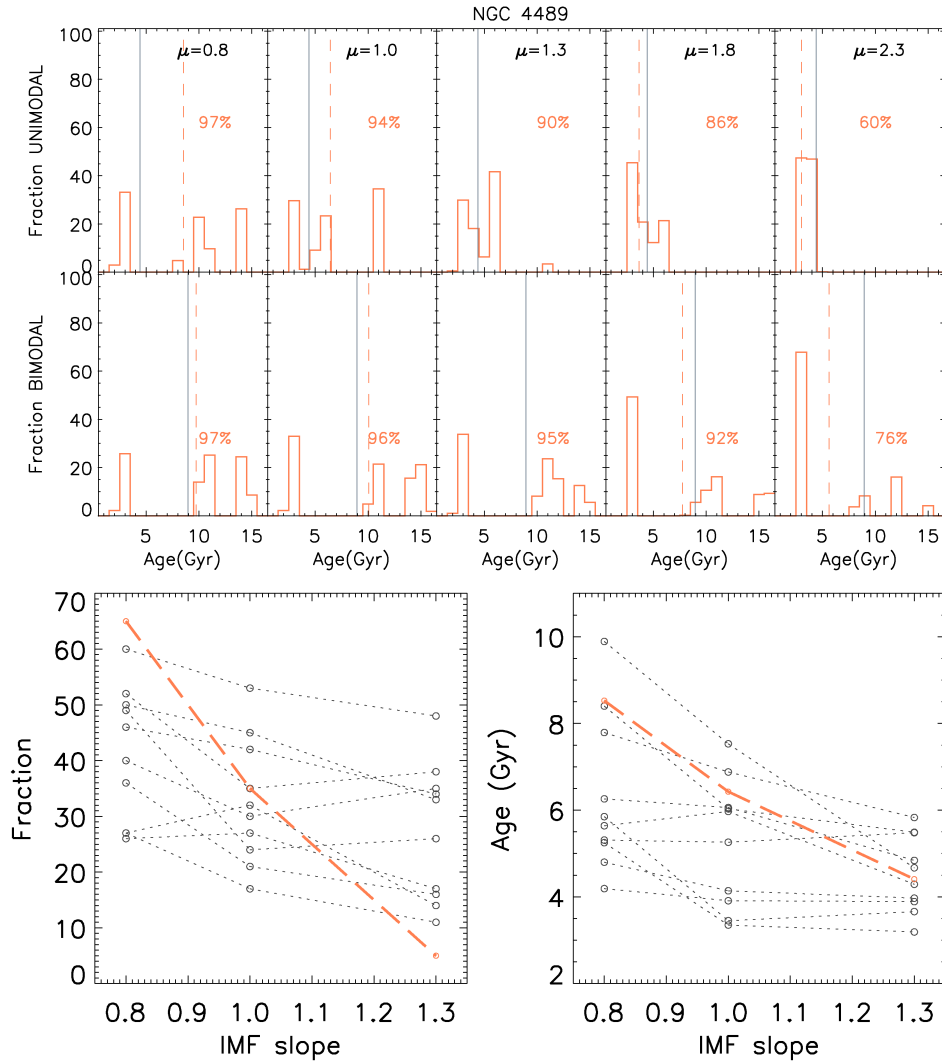 NGC 4489
μ=0.8 μ=1.0 μ=1.3 μ=1.8 μ=2.3
100
80
60
40
20
0
Fraction UNIMODAL
97% 94% 90% 86% 60%
100
80
60
40
20
0
Fraction BIMODAL
97% 96% 95% 92% 76%
5 10 15 5 10 15 5 10 15 5 10 15 5 10 15
Age(Gyr) Age(Gyr) Age(Gyr) Age(Gyr) Age(Gyr)
70
60
50
40
30
20
10
0
Fraction
0.8 0.9 1.0 1.1 1.2 1.3
IMF slope
10
8
6
4
2
Age (Gyr)
0.8 0.9 1.0 1.1 1.2 1.3
IMF slope